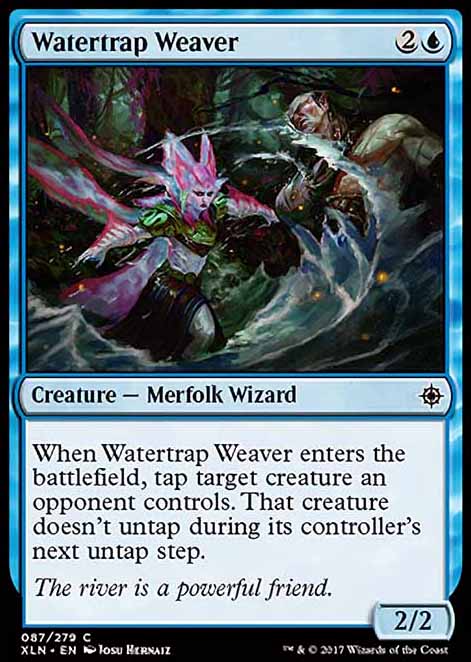 Watertrap Weaver 2
Creature — Merfolk Wizard
When Watertrap Weaver enters the
battlefield, tap target creature an
opponent controls. That creature
doesn't untap during its controller's
next untap step.
The river is a powerful friend.
2/2
087/279 C
XLN • EN Josu Hernaiz
™ & © 2017 Wizards of the Coast